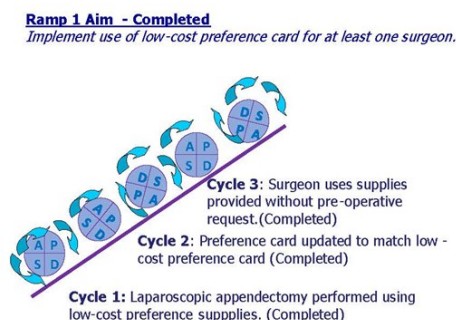 Ramp 1 Aim  - Completed
Implement use of low-cost preference card for at least one surgeon.
D S
P A
A P
S D
D S
P A
A P
S D
A P
S D
Cycle 3: Surgeon uses supplies
provided without pre-operative
request.(Completed)
Cycle 2: Preference card updated to match low -
cost preference card (Completed)
Cycle 1: Laparoscopic appendectomy performed using
low-cost preference suppplies. (Completed)